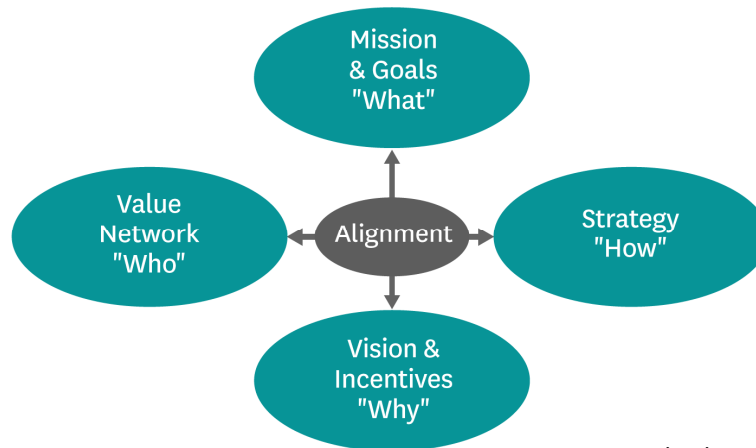 Mission
& Goals
"What"
Value
Network
"Who"
Alignment
Strategy
"How"
Vision &
Incentives
"Why"